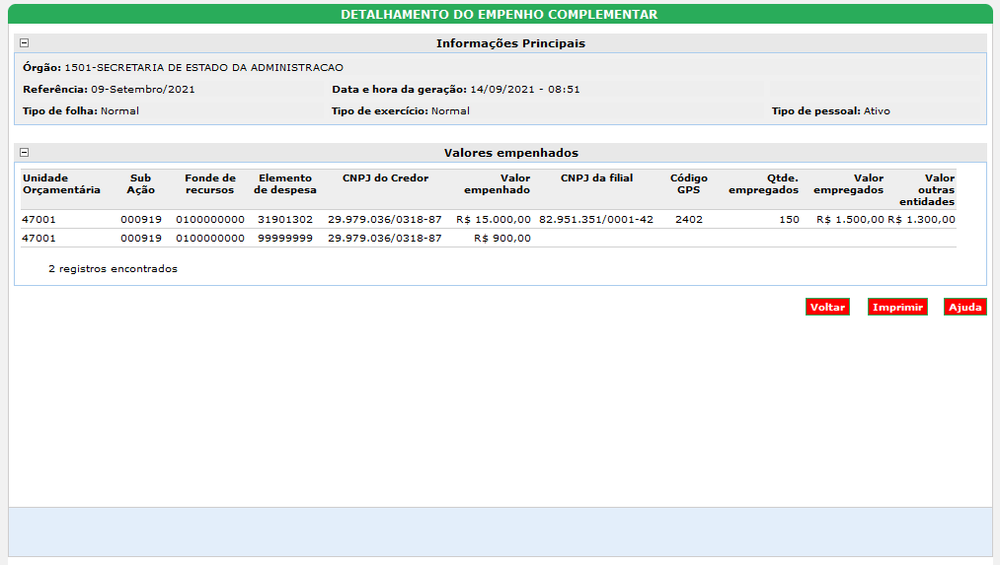 DETALHAMENTO DO EMPENHO COMPLEMENTAR
Informações Principais
Órgão: 1501-SECRETARIA DE ESTADO DA ADMINISTRACAO
Referência: 09-Setembro/2021 Data e hora da geração: 14/09/2021 - 08:51
Tipo de folha: Normal Tipo de exercício: Normal Tipo de pessoal: Ativo
Valores empenhados
Unidade Orçamentária Sub Ação Fonde de recursos Elemento de despesa CNPJ do Credor Valor empenhado CNPJ da filial Código GPS Qtde. empregados Valor empregados Valor outras entidades
47001 000919 0100000000 31901302 29.979.036/0318-87 R$ 15.000,00 82.951.351/0001-42 2402 150 R$ 1.500,00 R$ 1.300,00
47001 000919 0100000000 99999999 29.979.036/0318-87 R$ 900,00
2 registros encontrados
Voltar Imprimir Ajuda